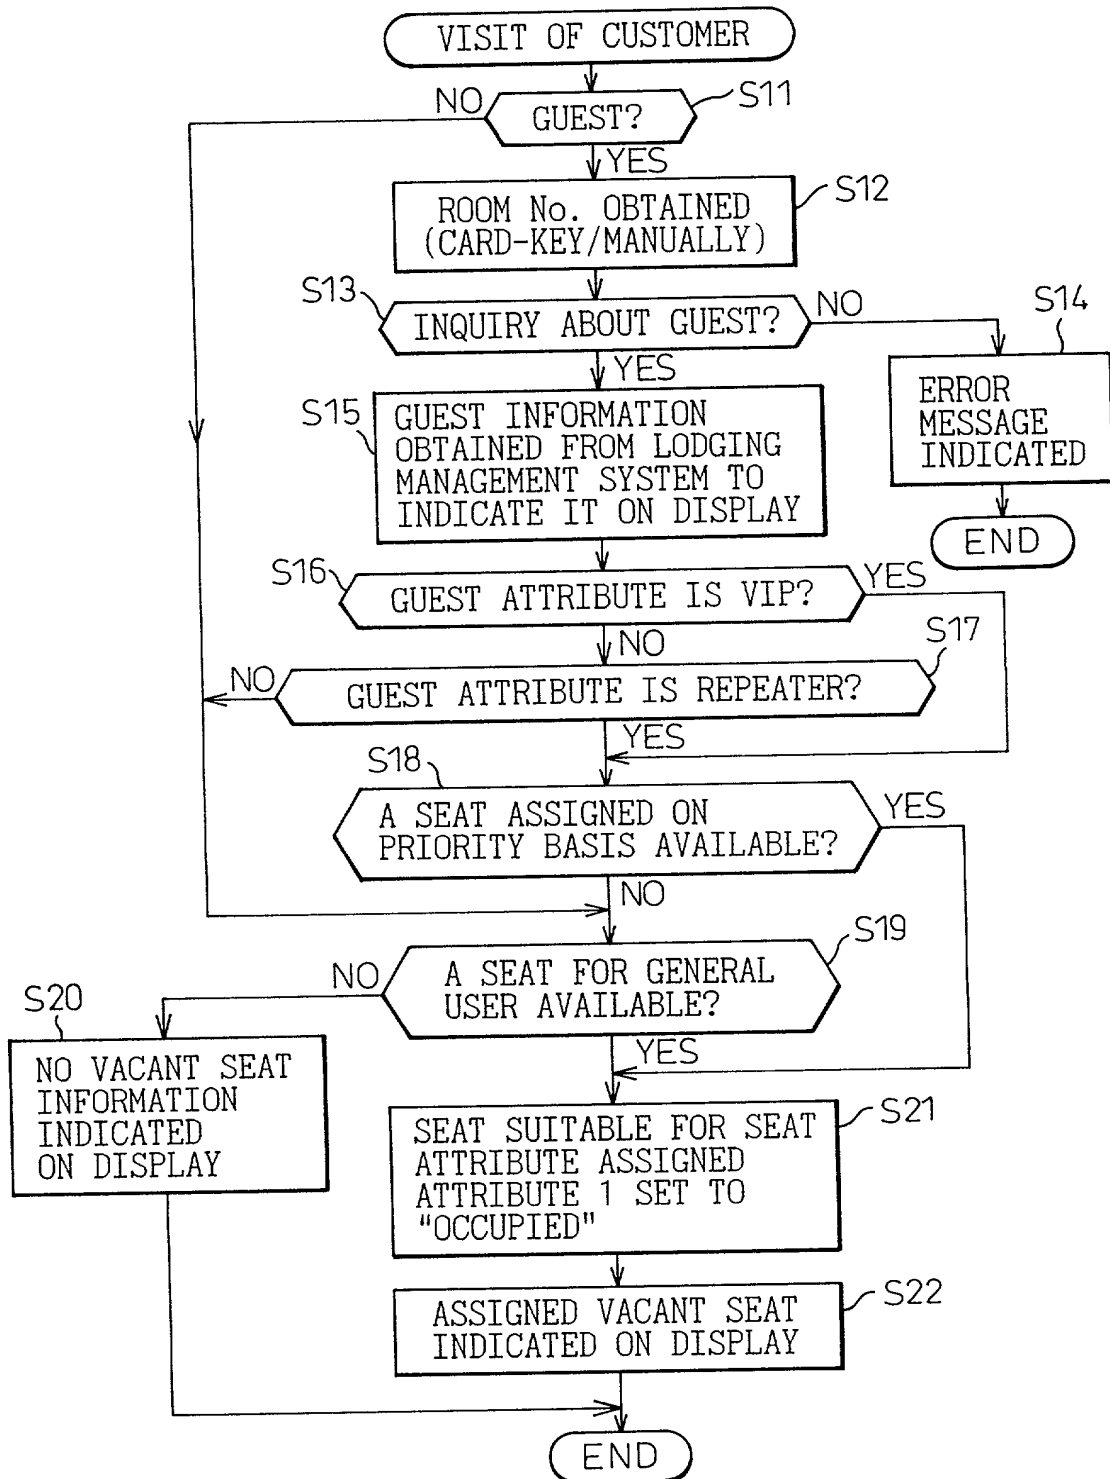 VISIT OF CUSTOMER
NO
S11
GUEST?
YES
S12
ROOM No. OBTAINED
(CARD-KEY/MANUALLY)
S13
INQUIRY ABOUT GUEST?
NO
S14
YES
ERROR
MESSAGE
INDICATED
END
S15
GUEST INFORMATION
OBTAINED FROM LODGING
MANAGEMENT SYSTEM TO
INDICATE IT ON DISPLAY
S16
GUEST ATTRIBUTE IS VIP?
YES
NO
S17
NO
GUEST ATTRIBUTE IS REPEATER?
YES
S18
A SEAT ASSIGNED ON
PRIORITY BASIS AVAILABLE?
YES
NO
S19
A SEAT FOR GENERAL
USER AVAILABLE?
NO
S20
NO VACANT SEAT
INFORMATION
INDICATED
ON DISPLAY
YES
S21
SEAT SUITABLE FOR SEAT
ATTRIBUTE ASSIGNED
ATTRIBUTE 1 SET TO
"OCCUPIED"
S22
ASSIGNED VACANT SEAT
INDICATED ON DISPLAY
END